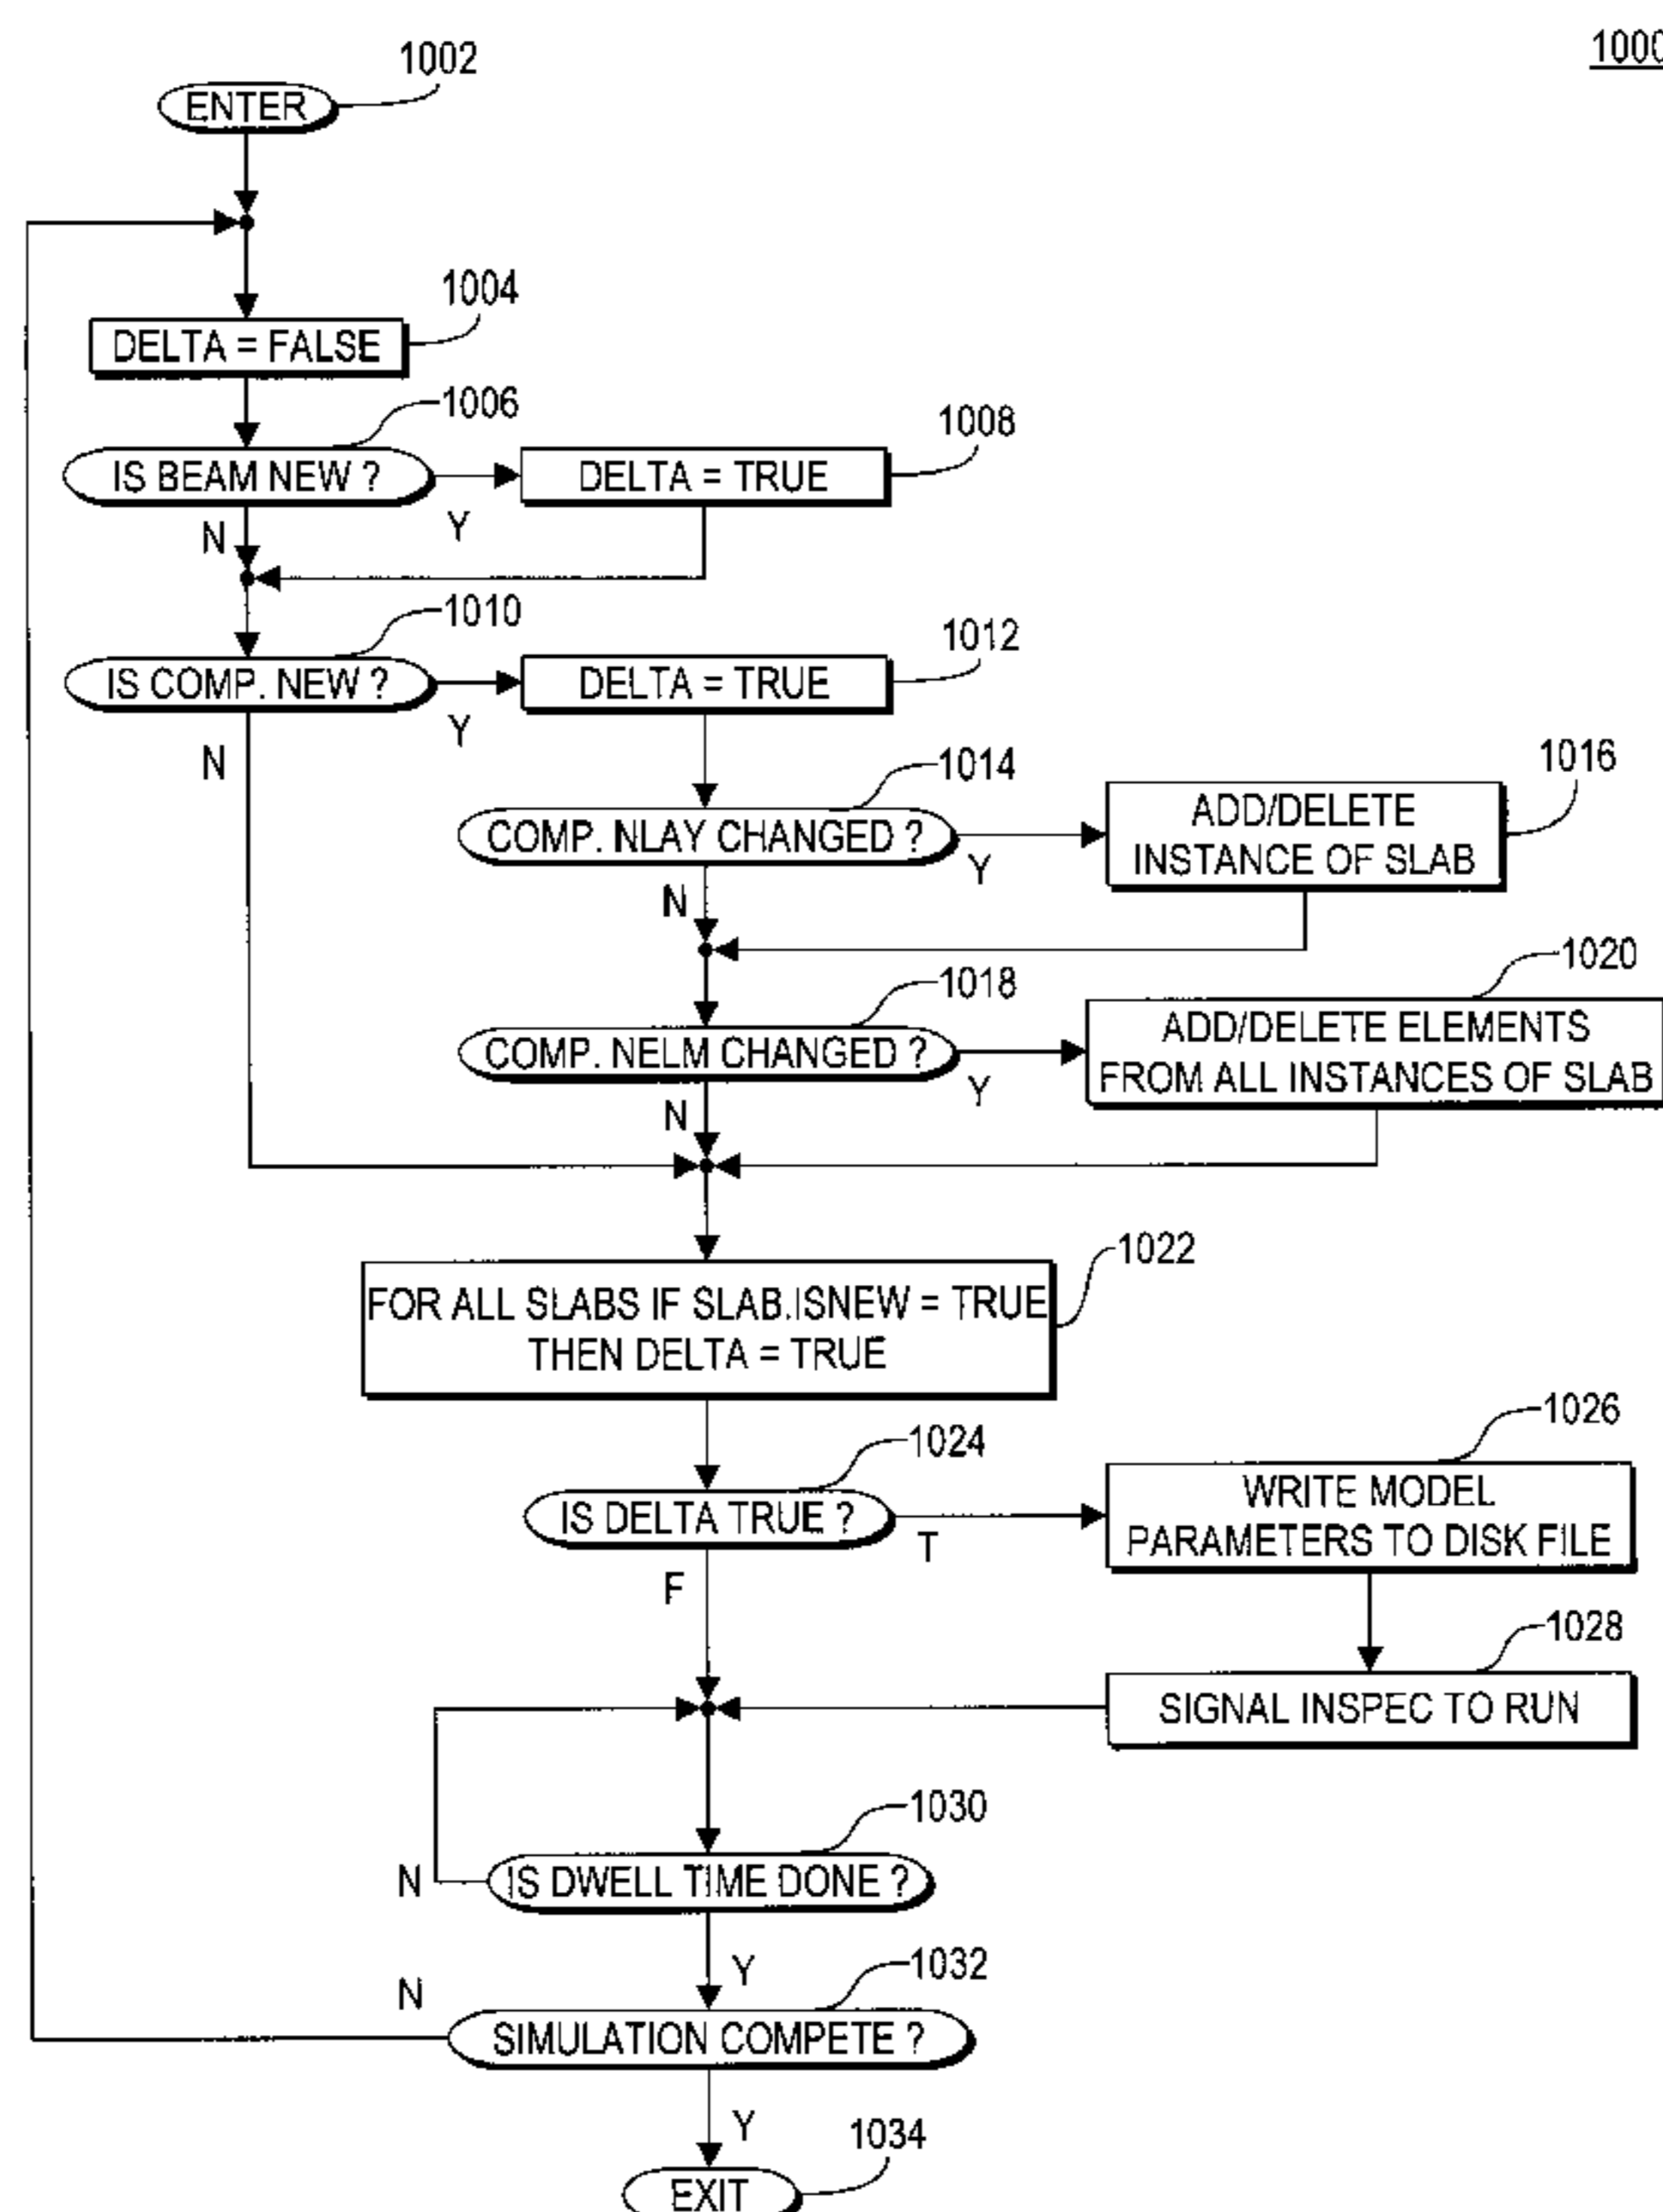 1000
1002
ENTER
1004
DELTA = FALSE
1006
IS BEAM NEW ?
Y
N
1008
DELTA = TRUE
1010
IS COMP. NEW ?
Y
N
1012
DELTA = TRUE
1014
COMP. NLAY CHANGED ?
Y
N
1016
ADD/DELETE
INSTANCE OF SLAB
1018
COMP. NELM CHANGED ?
Y
N
1020
ADD/DELETE ELEMENTS
FROM ALL INSTANCES OF SLAB
1022
FOR ALL SLABS IF SLAB.ISNEW = TRUE
THEN DELTA = TRUE
1024
IS DELTA TRUE ?
T
F
1026
WRITE MODEL
PARAMETERS TO DISK FILE
1028
SIGNAL INSPEC TO RUN
1030
IS DWELL TIME DONE ?
N
Y
1032
SIMULATION COMPETE ?
N
Y
1034
EXIT